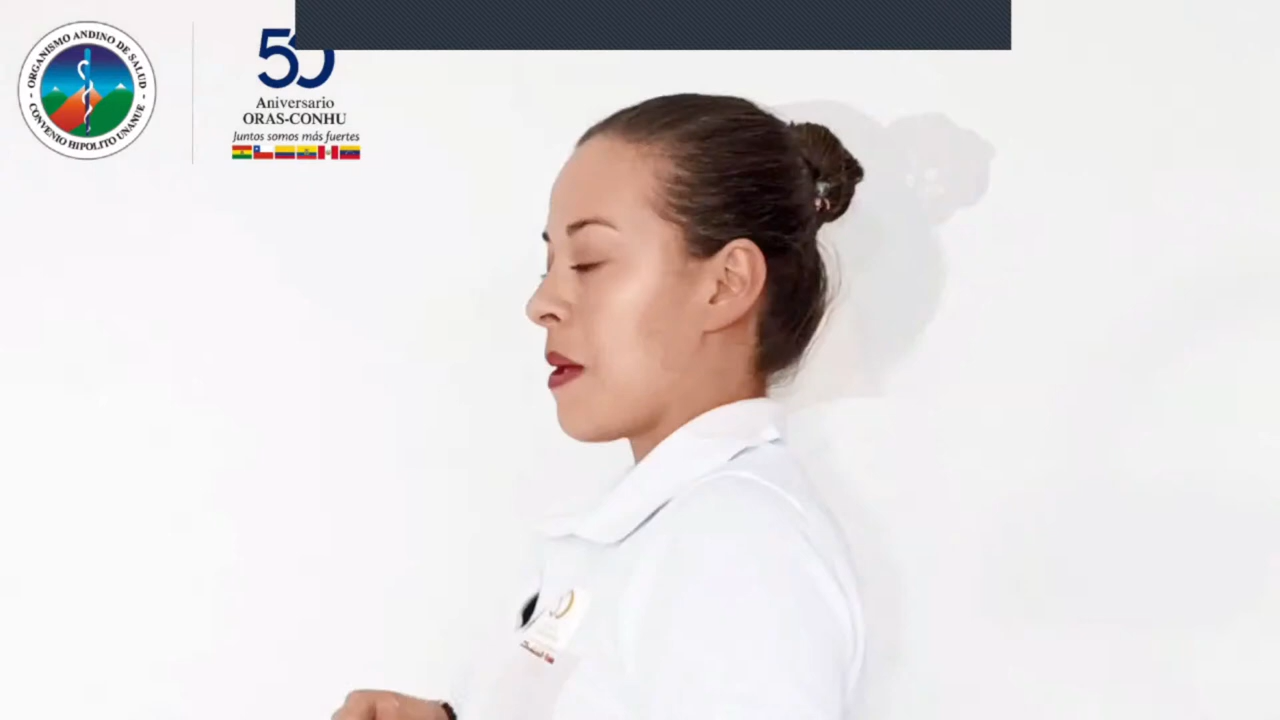 ORGANISMO ANDINO DE SALUD
CONVENIO HIPOLITO UNANUE
50
Aniversario
ORAS-CONHU
Juntos somos más fuertes